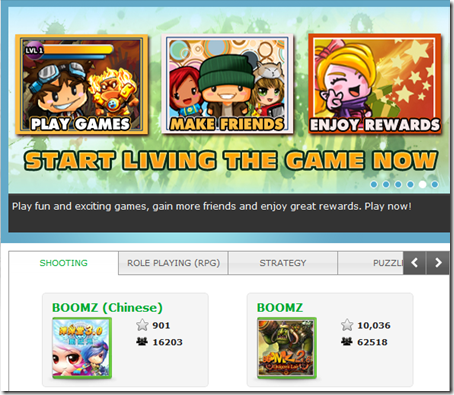 LVL 1
PLAY GAMES
MAKE FRIENDS
ENJOY REWARDS
START LIVING THE GAME NOW
Play fun and exciting games, gain more friends and enjoy great rewards. Play now!
SHOOTING
ROLE PLAYING (RPG)
STRATEGY
PUZZL
BOOMZ (Chinese)
901
16203
BOOMZ
10,036
62518